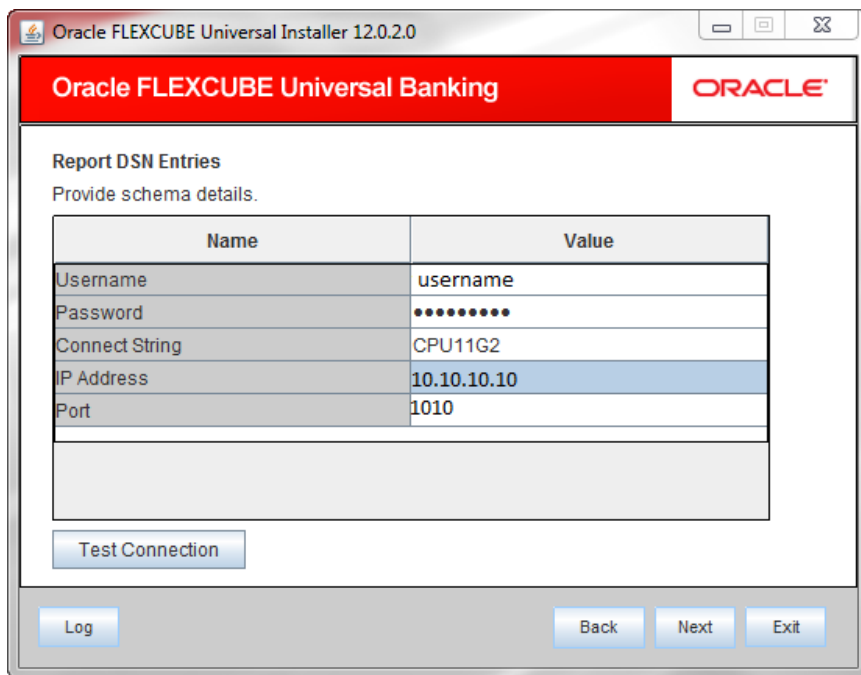 Oracle FLEXCUBE Universal Installer 12.0.2.0
Oracle FLEXCUBE Universal Banking
ORACLE
Report DSN Entries
Provide schema details.
Name Value
Username username
Password •••••••••
Connect String CPU11G2
IP Address 10.10.10.10
Port 1010
Test Connection
Log Back Next Exit